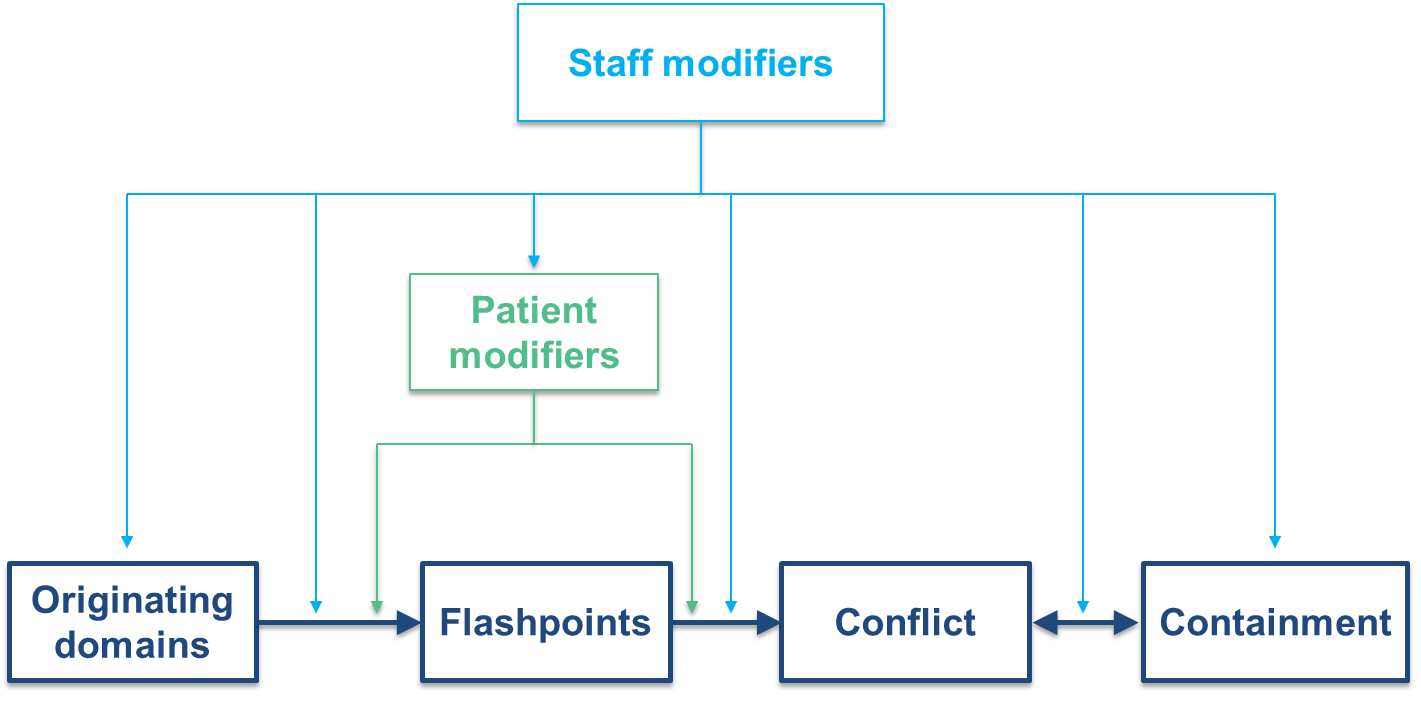 Staff modifiers
Patient
modifiers
Originating
domains
Flashpoints
Conflict
Containment